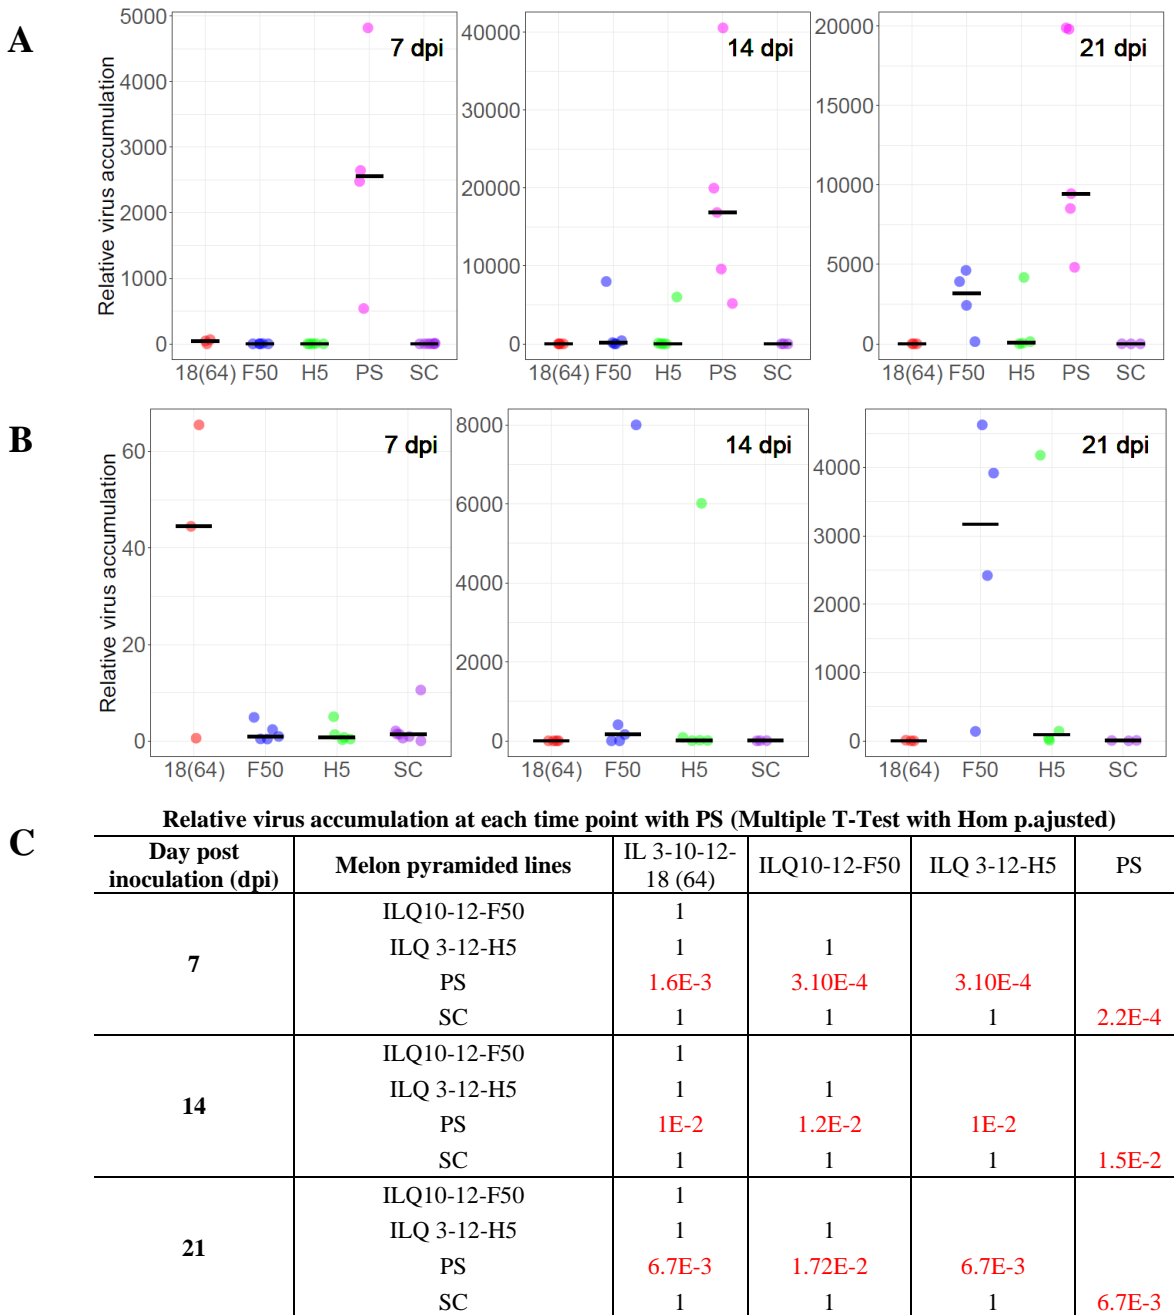 A
Relative virus accumulation
5000
4000
3000
2000
1000
0
7 dpi
18(64) F50 H5 PS SC
40000
30000
20000
10000
0
14 dpi
18(64) F50 H5 PS SC
20000
15000
10000
5000
0
21 dpi
18(64) F50 H5 PS SC
B
Relative virus accumulation
60
40
20
0
7 dpi
18(64) F50 H5 SC
8000
6000
4000
2000
0
14 dpi
18(64) F50 H5 SC
4000
3000
2000
1000
0
21 dpi
18(64) F50 H5 SC
C
Relative virus accumulation at each time point with PS (Multiple T-Test with Hom p.ajusted)
Day post inoculation (dpi) Melon pyramided lines IL 3-10-12-18 (64) ILQ10-12-F50 ILQ 3-12-H5 PS
7
ILQ10-12-F50 1
ILQ 3-12-H5 1 1
PS 1.6E-3 3.10E-4 3.10E-4
SC 1 1 1 2.2E-4
14
ILQ10-12-F50 1
ILQ 3-12-H5 1 1
PS 1E-2 1.2E-2 1E-2
SC 1 1 1 1.5E-2
21
ILQ10-12-F50 1
ILQ 3-12-H5 1 1
PS 6.7E-3 1.72E-2 6.7E-3
SC 1 1 1 6.7E-3